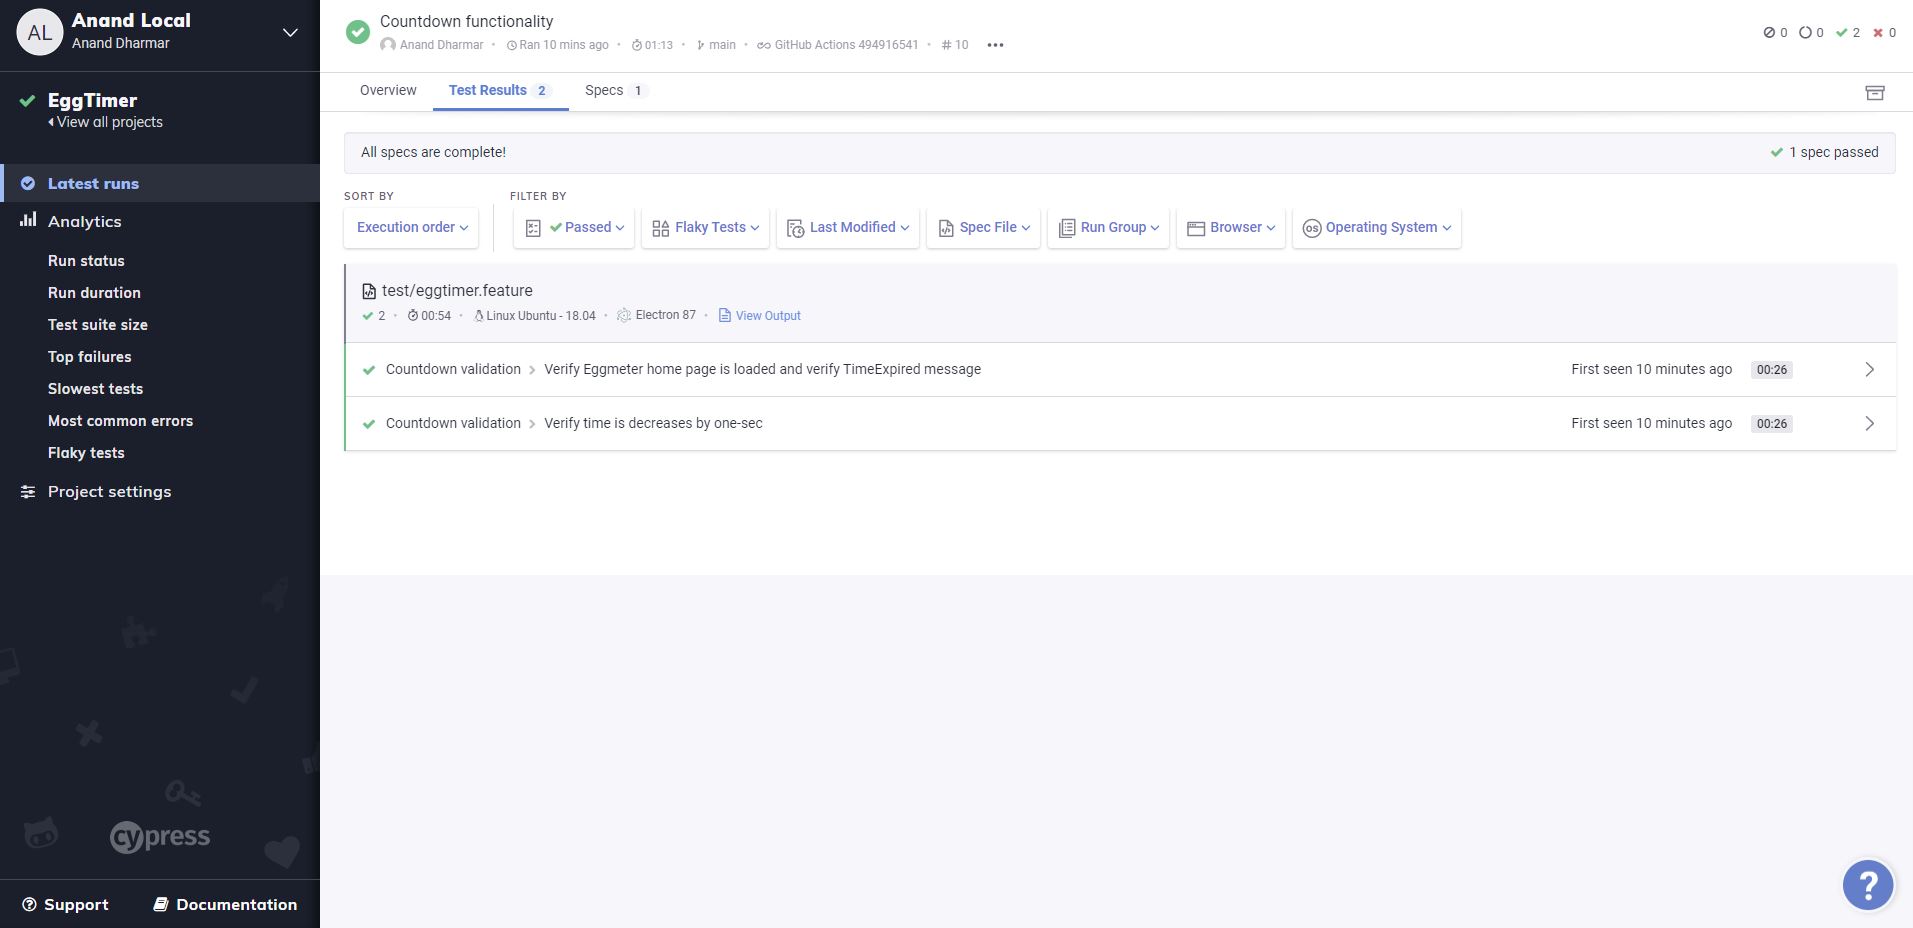 AL
Anand Local
Anand Dharmar
EggTimer
View all projects
Latest runs
Analytics
Run status
Run duration
Test suite size
Top failures
Slowest tests
Most common errors
Flaky tests
Project settings
cypress
Support
Documentation
Countdown functionality
Anand Dharmar • Ran 10 mins ago • 01:13 • main • GitHub Actions 494916541 • # 10 •••
0 0 2 0
Overview Test Results 2 Specs 1
All specs are complete!
1 spec passed
SORT BY
FILTER BY
Execution order
Passed
Flaky Tests
Last Modified
Spec File
Run Group
Browser
OS Operating System
test/eggtimer.feature
2 • 00:54 • Linux Ubuntu - 18.04 • Electron 87 • View Output
Countdown validation > Verify Eggmeter home page is loaded and verify TimeExpired message First seen 10 minutes ago 00:26
Countdown validation > Verify time is decreases by one-sec First seen 10 minutes ago 00:26
?